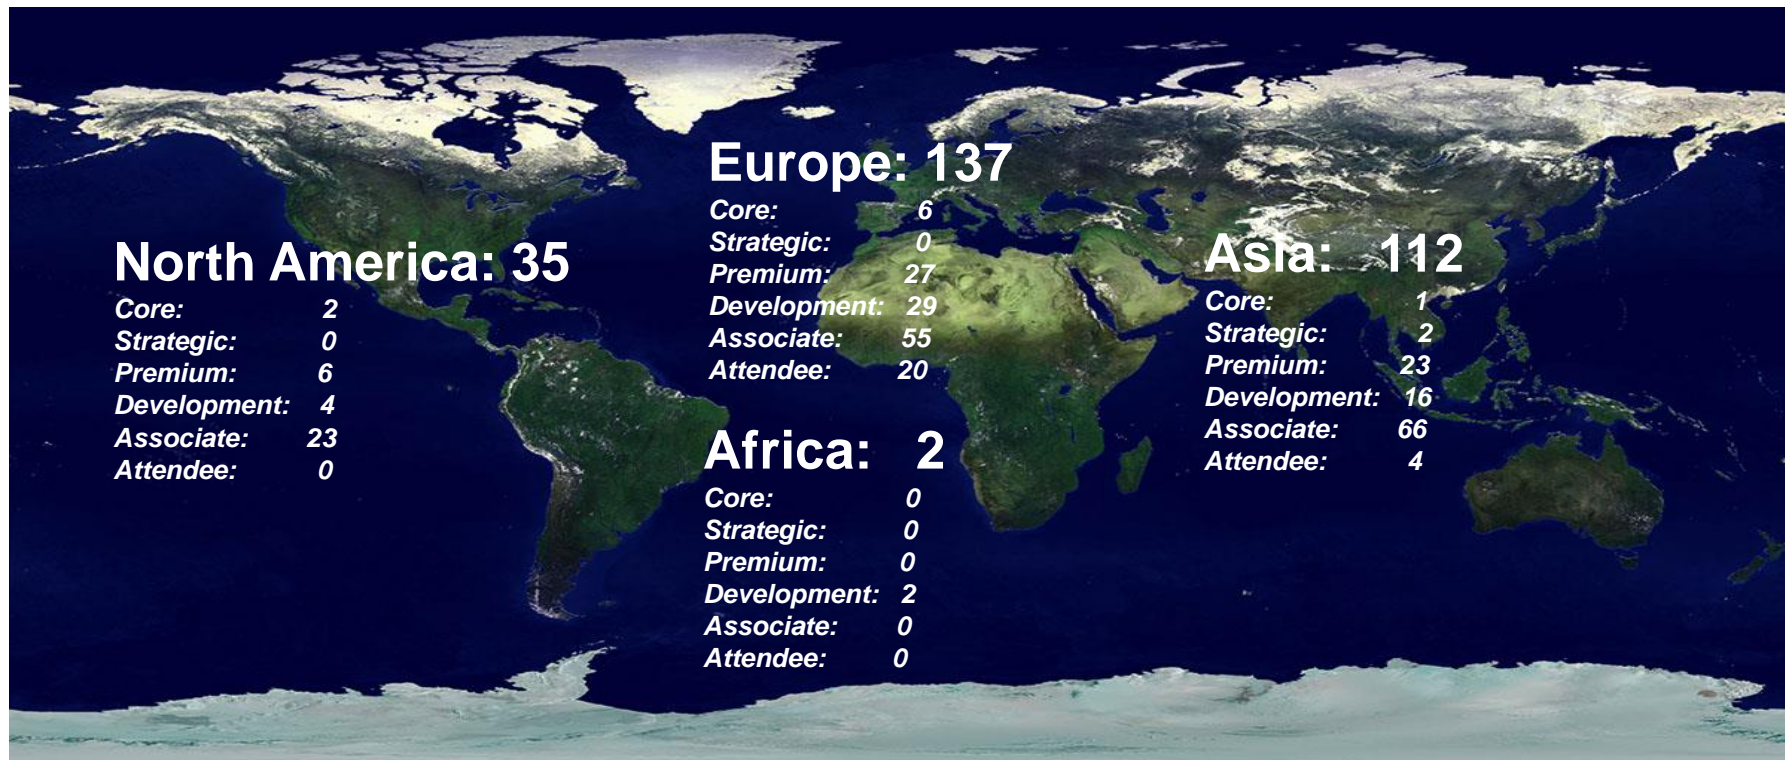 North America: 35
Core: 2
Strategic: 0
Premium: 6
Development: 4
Associate: 23
Attendee: 0
Europe: 137
Core: 6
Strategic: 0
Premium: 27
Development: 29
Associate: 55
Attendee: 20
Africa: 2
Core: 0
Strategic: 0
Premium: 0
Development: 2
Associate: 0
Attendee: 0
Asia: 112
Core: 1
Strategic: 2
Premium: 23
Development: 16
Associate: 66
Attendee: 4